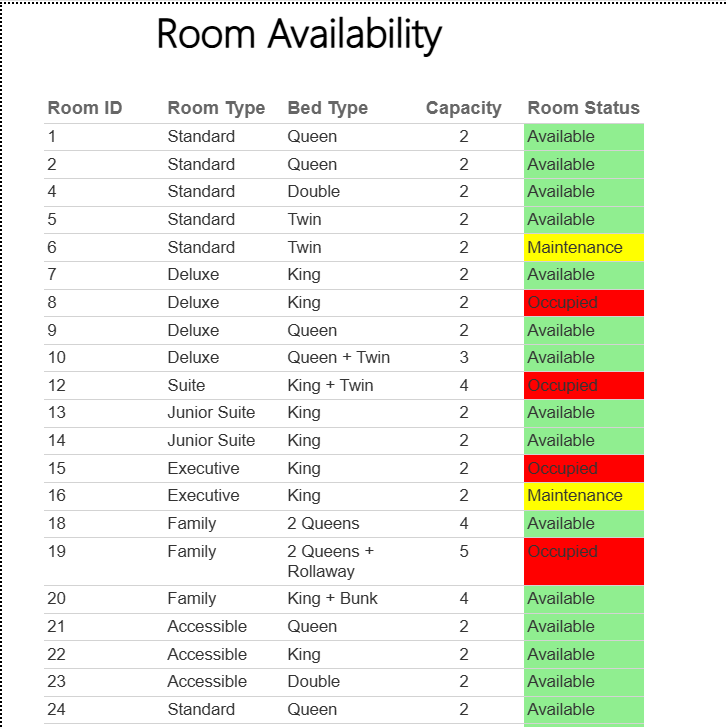 Room Availability
Room ID Room Type Bed Type Capacity Room Status
1 Standard Queen 2 Available
2 Standard Queen 2 Available
4 Standard Double 2 Available
5 Standard Twin 2 Available
6 Standard Twin 2 Maintenance
7 Deluxe King 2 Available
8 Deluxe King 2 Occupied
9 Deluxe Queen 2 Available
10 Deluxe Queen + Twin 3 Available
12 Suite King + Twin 4 Occupied
13 Junior Suite King 2 Available
14 Junior Suite King 2 Available
15 Executive King 2 Occupied
16 Executive King 2 Maintenance
18 Family 2 Queens 4 Available
19 Family 2 Queens + 5 Occupied
Rollaway
20 Family King + Bunk 4 Available
21 Accessible Queen 2 Available
22 Accessible King 2 Available
23 Accessible Double 2 Available
24 Standard Queen 2 Available